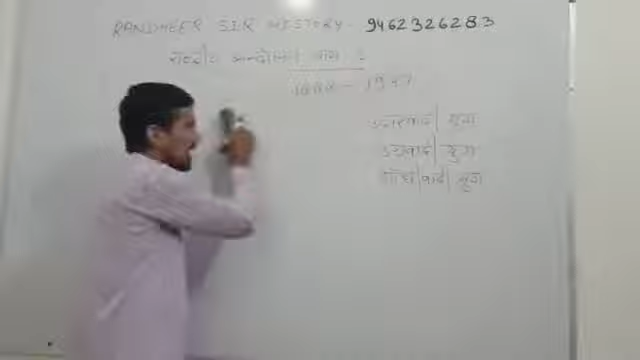 RANDHEER SIR HISTORY - 9462326283
राष्ट्रीय आन्दोलन भाग :
1885 - 1947
उदारवादी युग
उग्रवादी युग
गाँधीवादी युग